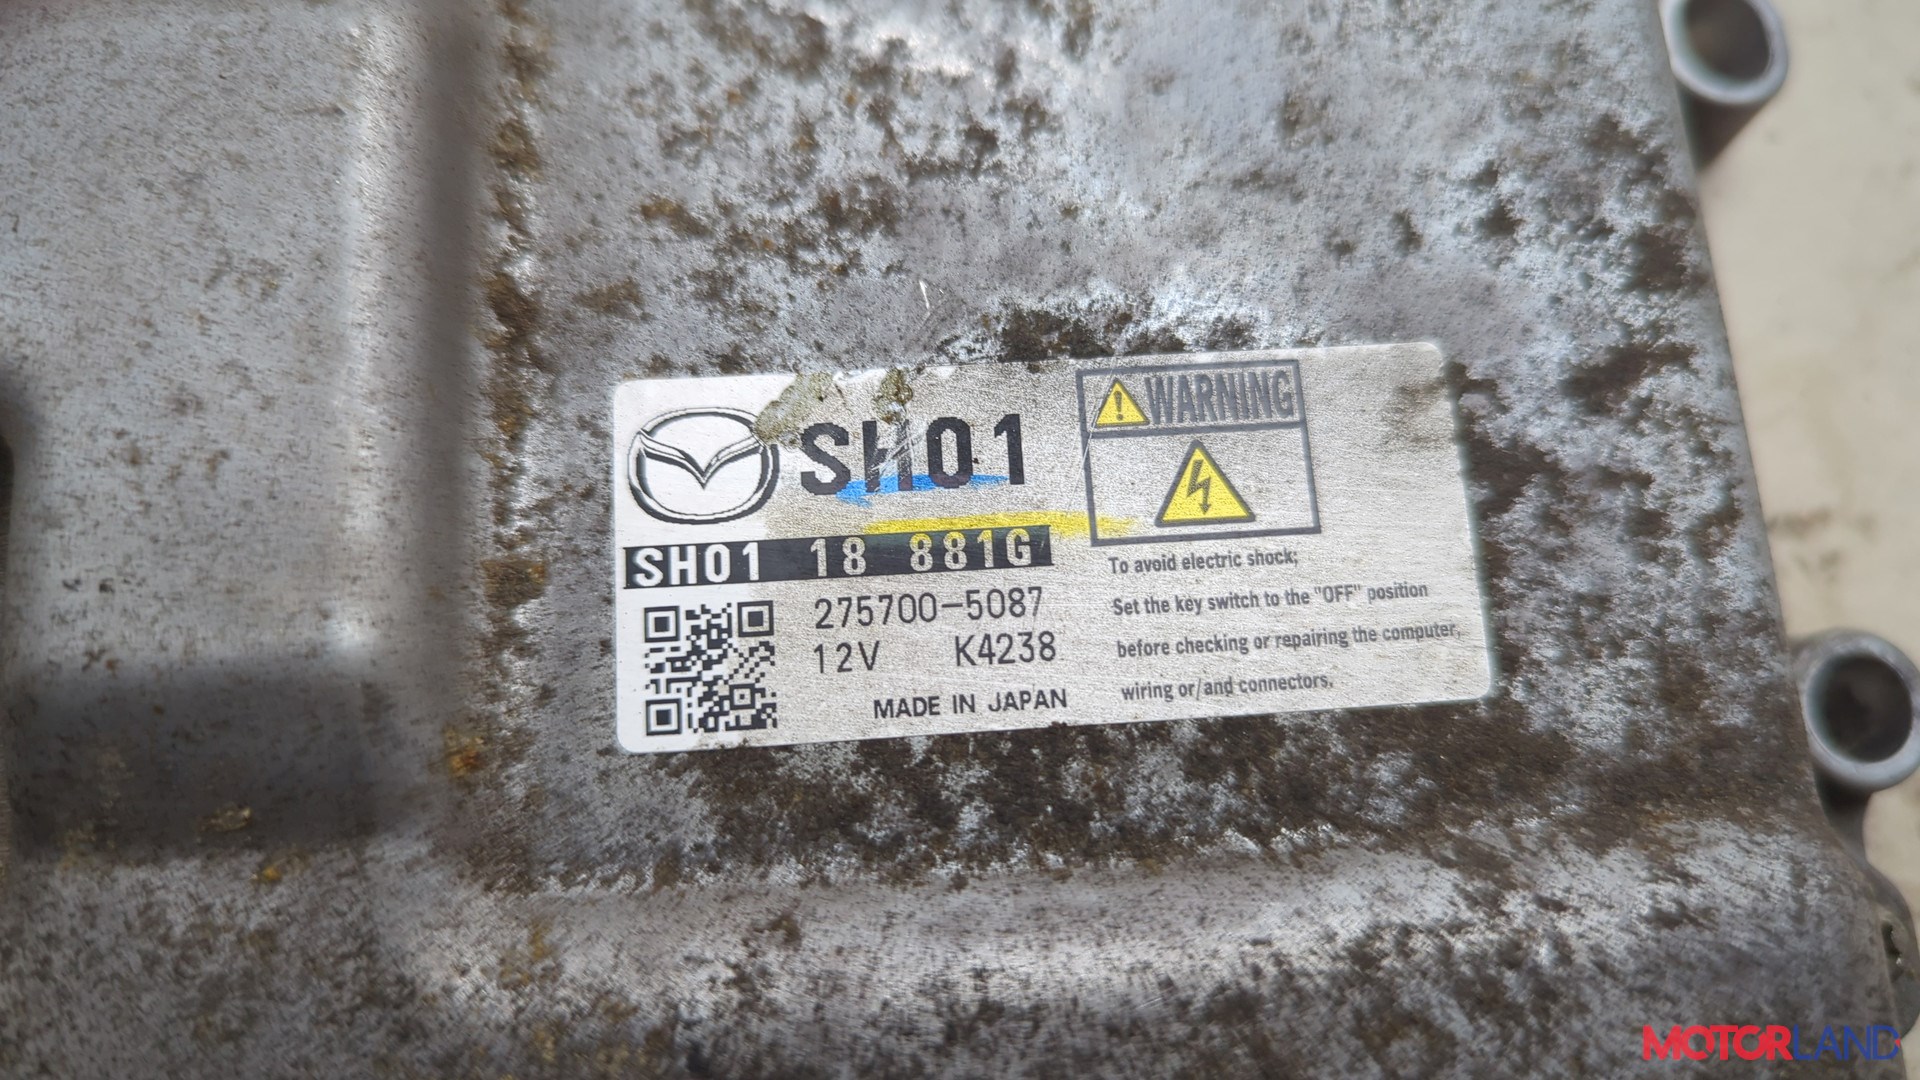 SH01
SH01 18 881G
275700-5087
12V K4238
MADE IN JAPAN
WARNING
To avoid electric shock;
Set the key switch to the "OFF" position
before checking or repairing the computer,
wiring or/and connectors.
MOTORLAND